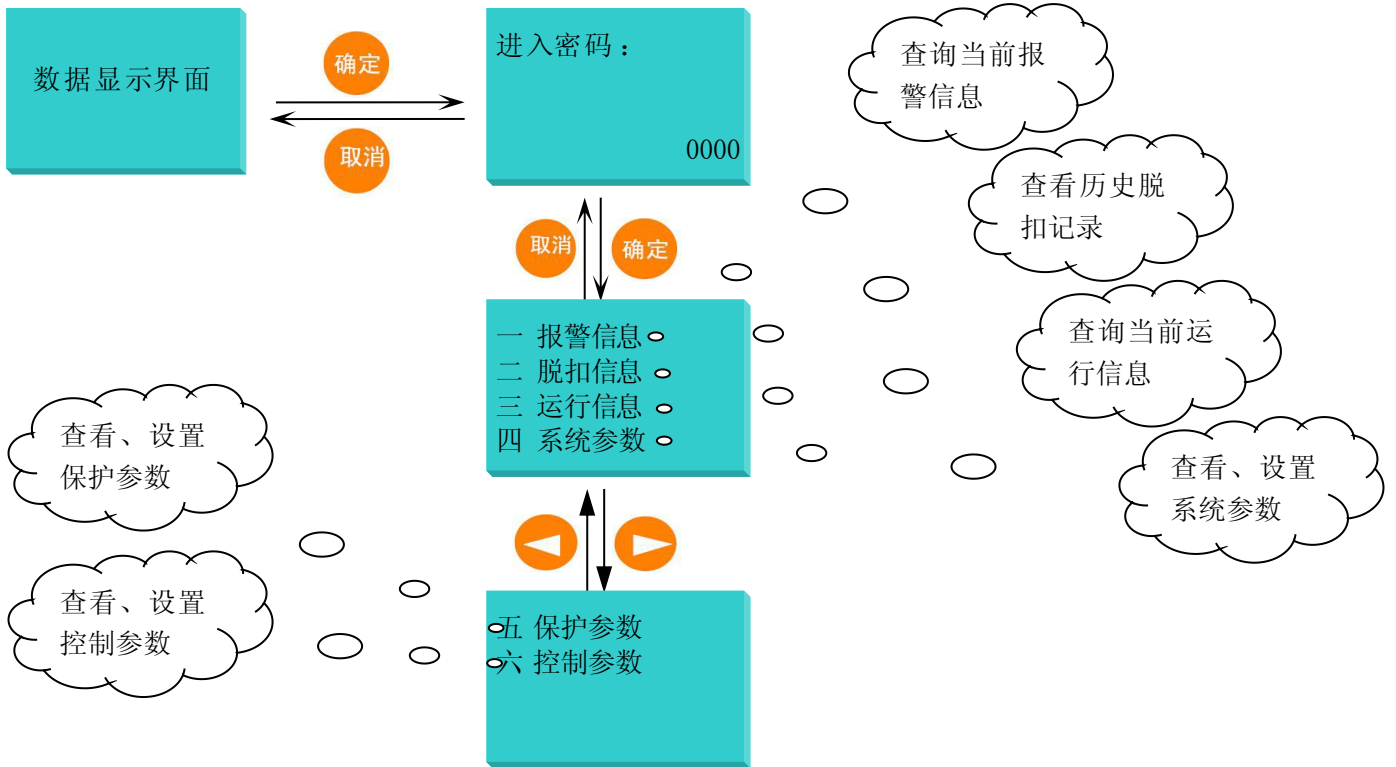 数据显示界面
确定
取消
进入密码：
0000
取消
确定
一 报警信息
二 脱扣信息
三 运行信息
四 系统参数
五 保护参数
六 控制参数
查询当前报
警信息
查看历史脱
扣记录
查询当前运
行信息
查看、设置
系统参数
查看、设置
保护参数
查看、设置
控制参数